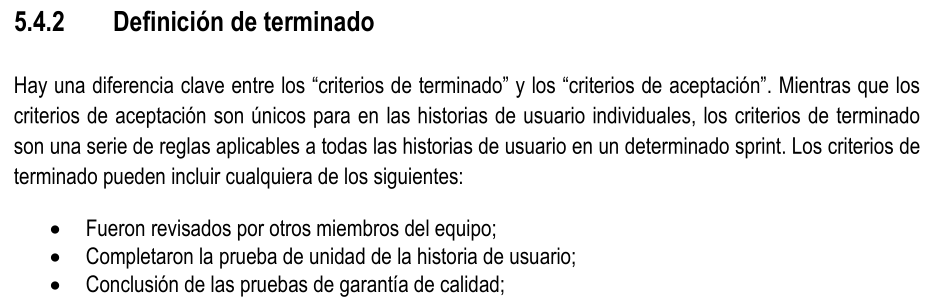 5.4.2 Definición de terminado
Hay una diferencia clave entre los “criterios de terminado” y los “criterios de aceptación”. Mientras que los
criterios de aceptación son únicos para en las historias de usuario individuales, los criterios de terminado
son una serie de reglas aplicables a todas las historias de usuario en un determinado sprint. Los criterios de
terminado pueden incluir cualquiera de los siguientes:
• Fueron revisados por otros miembros del equipo;
• Completaron la prueba de unidad de la historia de usuario;
• Conclusión de las pruebas de garantía de calidad;